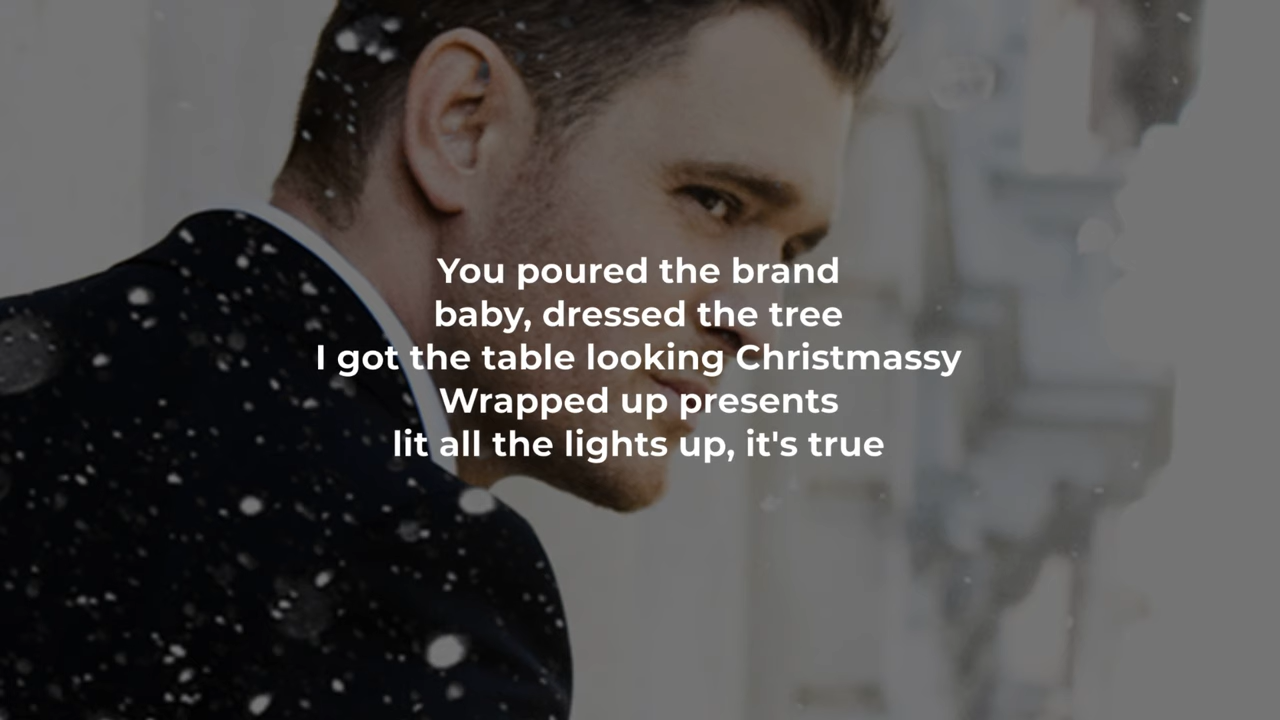 You poured the brand
baby, dressed the tree
I got the table looking Christmassy
Wrapped up presents
lit all the lights up, it's true